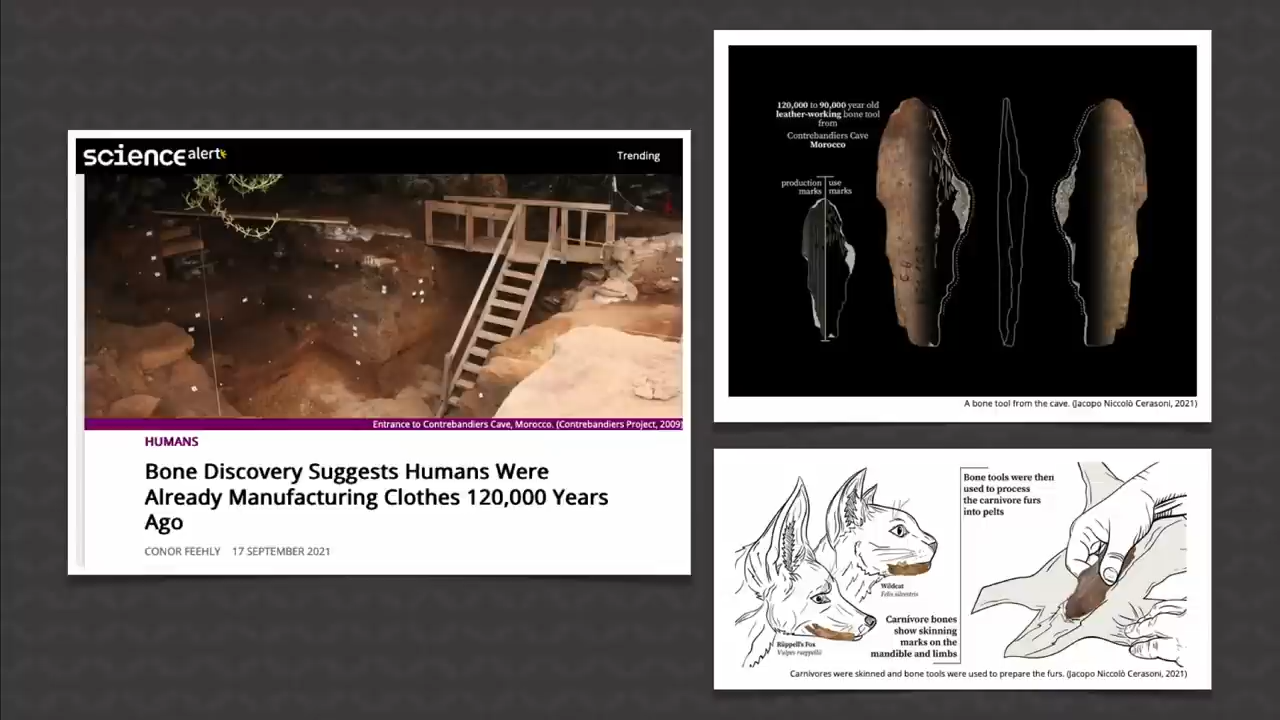 sciencealert
Trending
Entrance to Contrebandiers Cave, Morocco. (Contrebandiers Project, 2009)
HUMANS
Bone Discovery Suggests Humans Were
Already Manufacturing Clothes 120,000 Years
Ago
CONOR FEEHLY 17 SEPTEMBER 2021
120,000 to 90,000 year old
leather-working bone tool
from
Contrebandiers Cave
Morocco
production marks
use marks
A bone tool from the cave. (Jacopo Niccolò Cerasoni, 2021)
Bone tools were then
used to process
the carnivore furs
into pelts
Wildcat
Felis silvestris
Carnivore bones
show skinning
marks on the
mandible and limbs
Rüppell's Fox
Vulpes rueppellii
Carnivores were skinned and bone tools were used to prepare the furs. (Jacopo Niccolò Cerasoni, 2021)